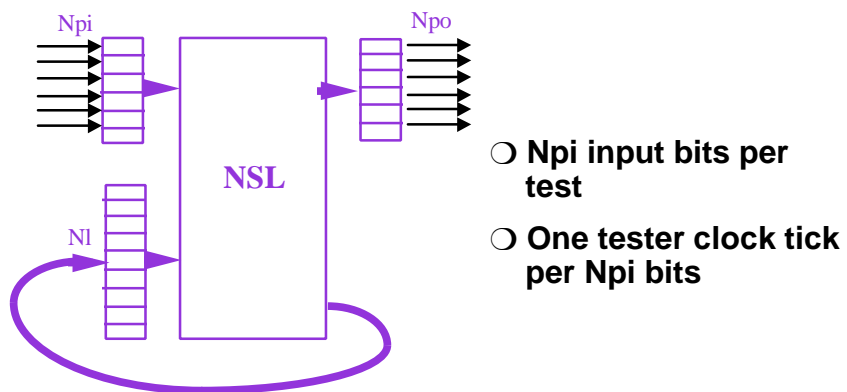 Npi
Npo
NSL
Nl
❍ Npi input bits per
test
❍ One tester clock tick
per Npi bits